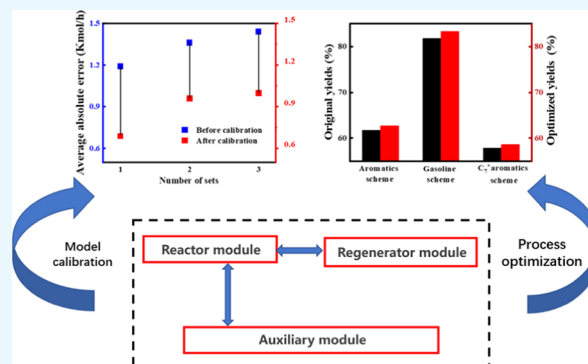 Average absolute error (Kmol/h)
1.5
1.2
0.9
0.6
1.5
1.2
0.9
0.6
Before calibration
After calibration
1 2 3
Number of sets
Original yields (%)
80
70
60
80
70
60
Optimized yields (%)
Aromatics scheme
Gasoline scheme
C7+aromatics scheme
Model calibration
Process optimization
Reactor module
Regenerator module
Auxiliary module